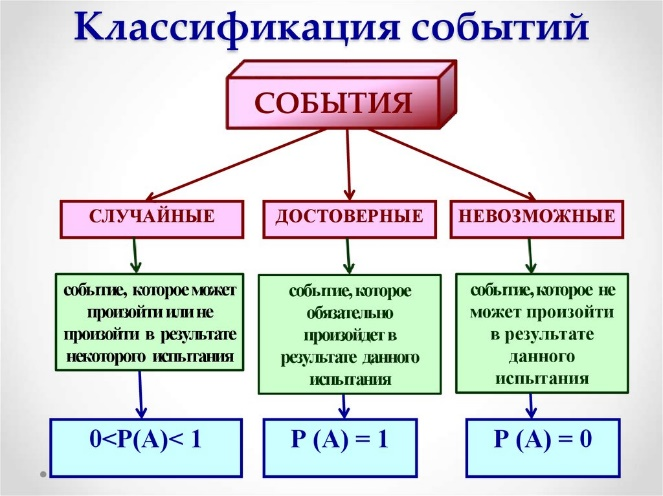 Классификация событий
СОБЫТИЯ
СЛУЧАЙНЫЕ
событие, которое может
произойти или не
произойти в результате
некоторого испытания
0<P(A)< 1
ДОСТОВЕРНЫЕ
событие, которое
обязательно
произойдет в
результате данного
испытания
P (A) = 1
НЕВОЗМОЖНЫЕ
событие, которое не
может произойти
в результате
данного
испытания
P (A) = 0